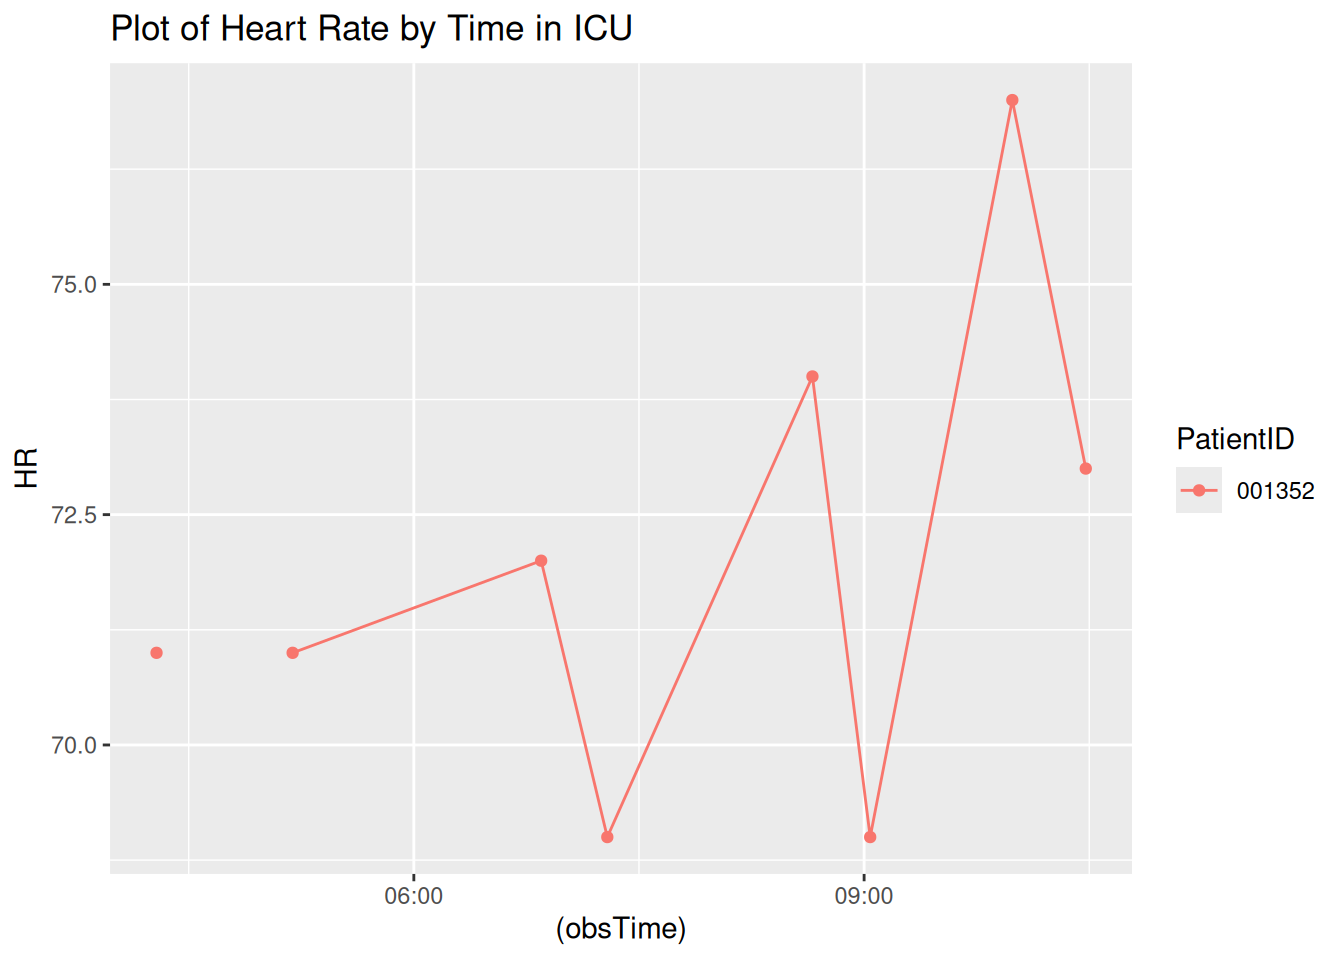 Plot of Heart Rate by Time in ICU
HR
75.0
72.5
70.0
06:00
09:00
(obsTime)
PatientID
001352